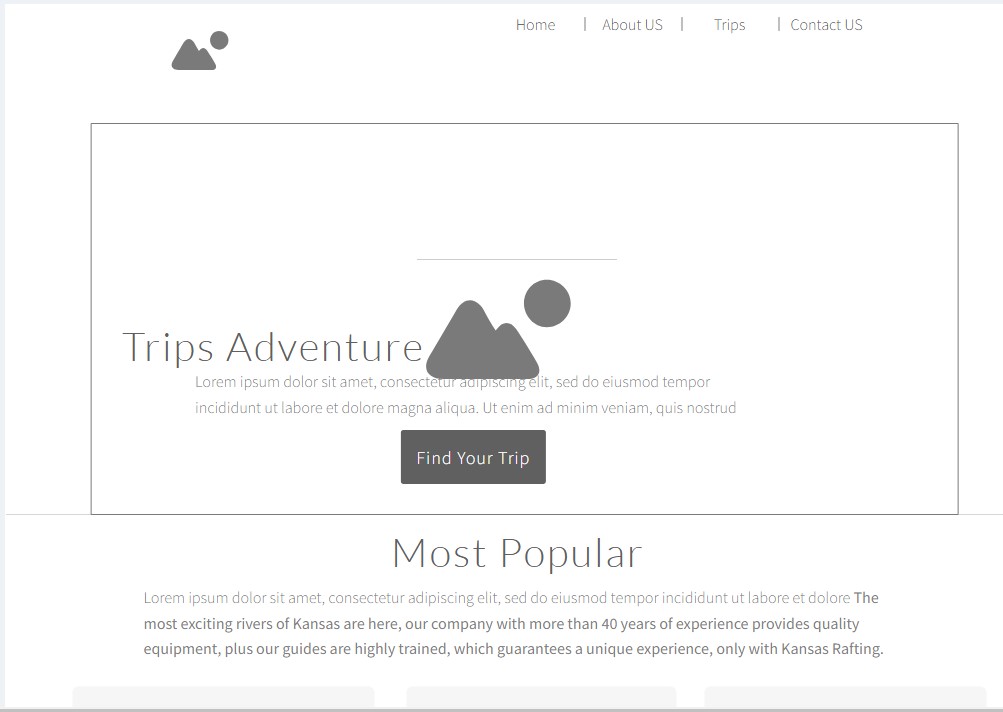 Home | About US | Trips | Contact US
Trips Adventure
Lorem ipsum dolor sit amet, consectetur adipiscing elit, sed do eiusmod tempor
incididunt ut labore et dolore magna aliqua. Ut enim ad minim veniam, quis nostrud
Find Your Trip
Most Popular
Lorem ipsum dolor sit amet, consectetur adipiscing elit, sed do eiusmod tempor incididunt ut labore et dolore The
most exciting rivers of Kansas are here, our company with more than 40 years of experience provides quality
equipment, plus our guides are highly trained, which guarantees a unique experience, only with Kansas Rafting.